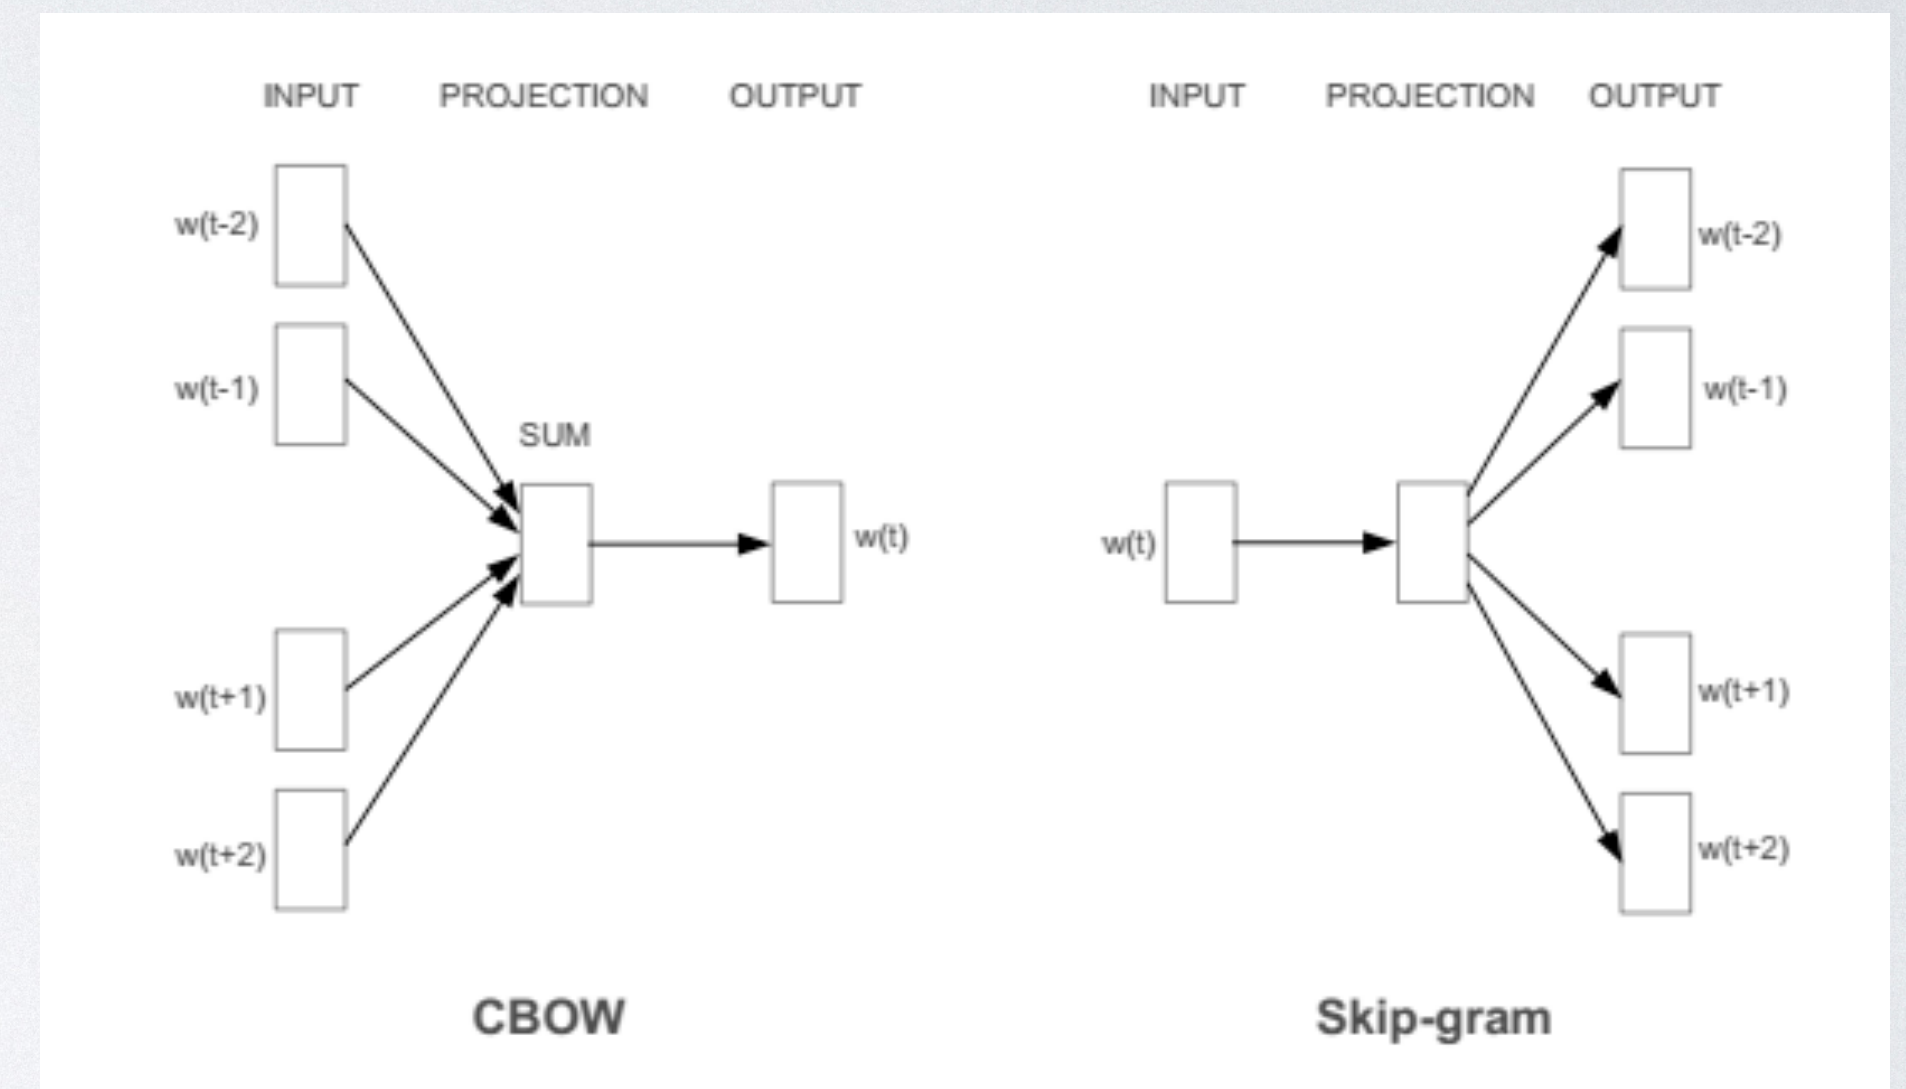 INPUT PROJECTION OUTPUT
w(t-2)
w(t-1)
SUM
w(t)
w(t+1)
w(t+2)
CBOW
INPUT PROJECTION OUTPUT
w(t-2)
w(t-1)
w(t)
w(t+1)
w(t+2)
Skip-gram